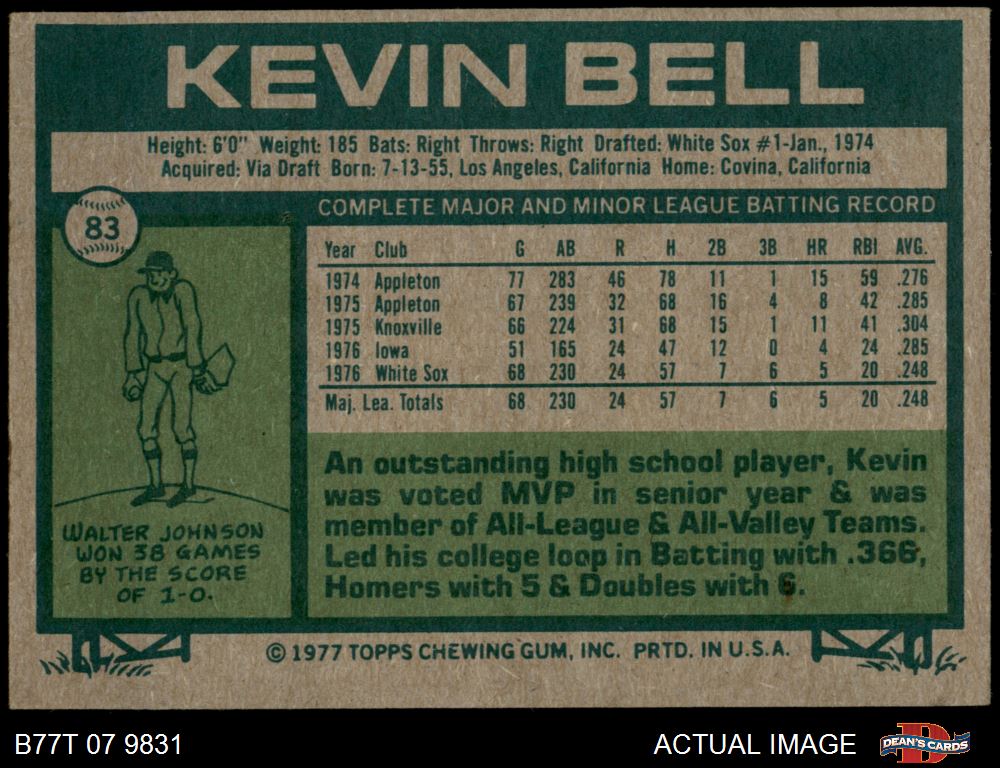 KEVIN BELL
Height: 6'0" Weight: 185 Bats: Right Throws: Right Drafted: White Sox #1-Jan., 1974
Acquired: Via Draft Born: 7-13-55, Los Angeles, California Home: Covina, California
83
COMPLETE MAJOR AND MINOR LEAGUE BATTING RECORD
Year Club G AB R H 2B 3B HR RBI AVG.
1974 Appleton 77 283 46 78 11 1 15 59 .276
1975 Appleton 67 239 32 68 16 4 8 42 .285
1975 Knoxville 66 224 31 68 15 1 11 41 .304
1976 Iowa 51 165 24 47 12 0 4 24 .285
1976 White Sox 68 230 24 57 7 6 5 20 .248
Maj. Lea. Totals 68 230 24 57 7 6 5 20 .248
WALTER JOHNSON
WON 38 GAMES
BY THE SCORE
OF 1-0.
An outstanding high school player, Kevin
was voted MVP in senior year & was
member of All-League & All-Valley Teams.
Led his college loop in Batting with .366,
Homers with 5 & Doubles with 6.
© 1977 TOPPS CHEWING GUM, INC. PRTD. IN U.S.A.
B77T 07 9831
ACTUAL IMAGE
DEAN'S CARDS